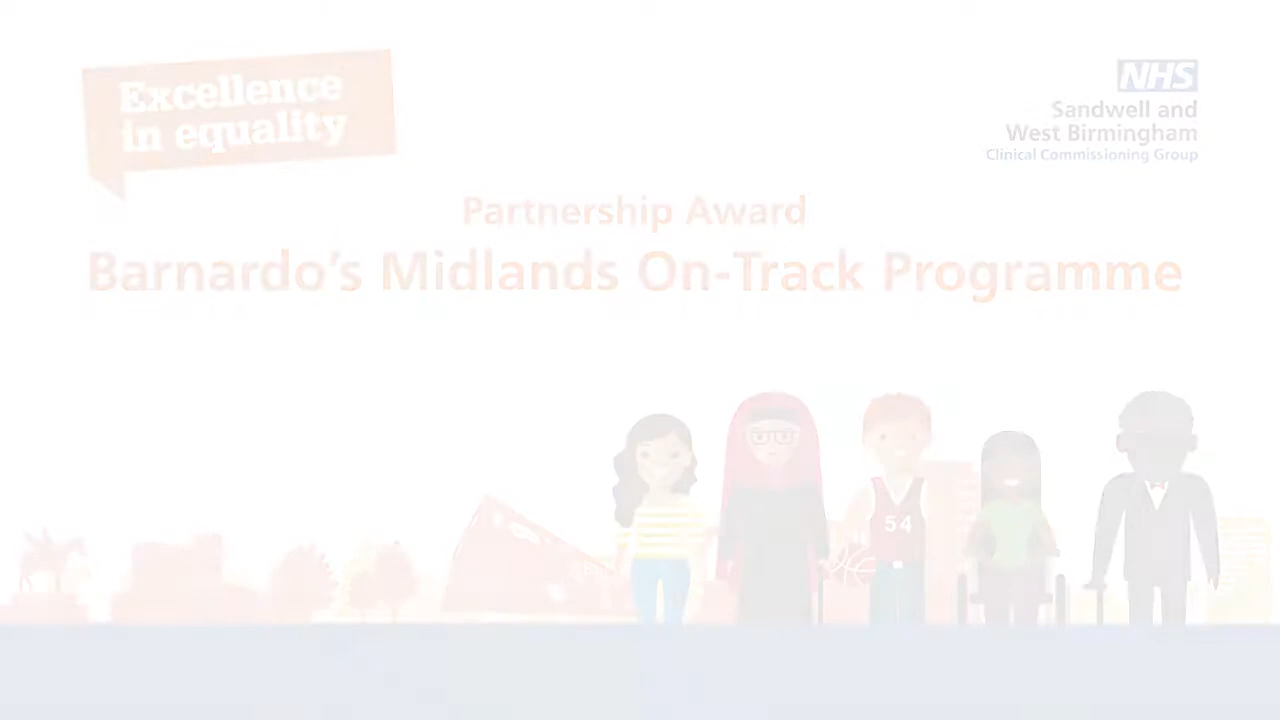 Excellence
in equality
NHS
Sandwell and
West Birmingham
Clinical Commissioning Group
Partnership Award
Barnardo's Midlands On-Track Programme
54